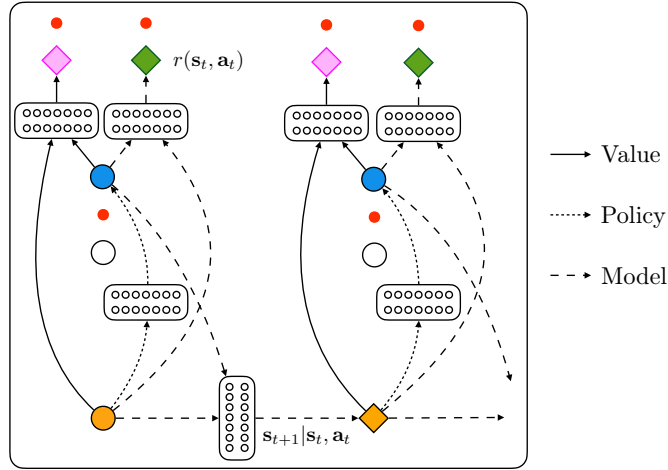 r(s_t, a_t)
Value
Policy
Model
s_{t+1}|s_t, a_t